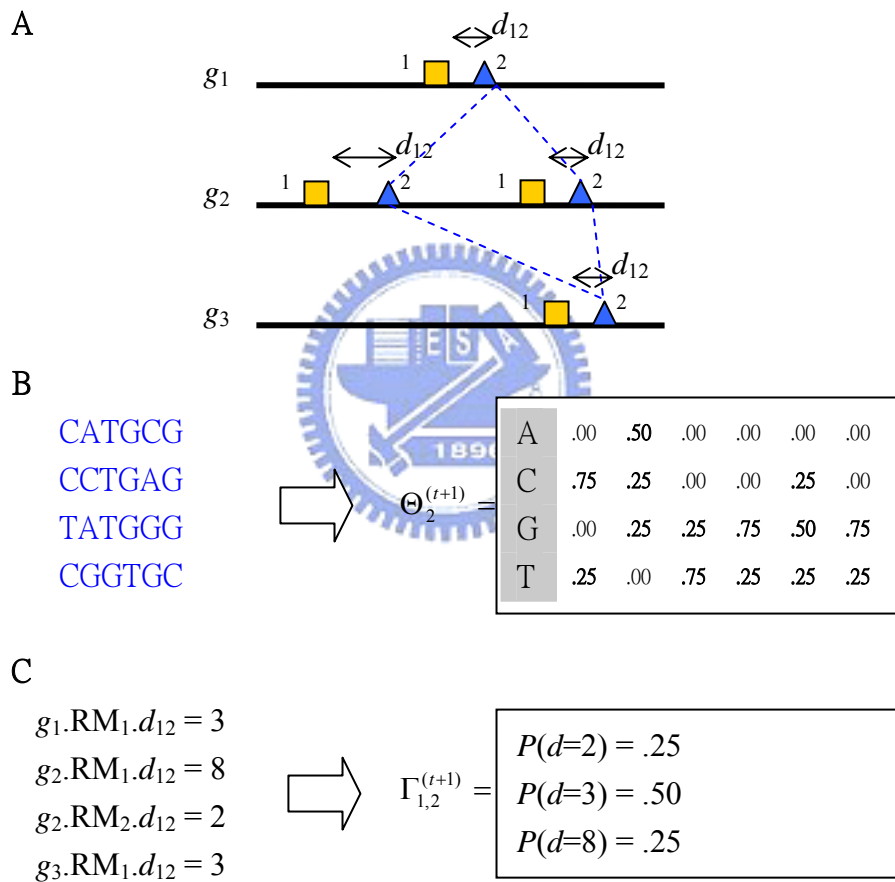 A
d12
g1 1 2
d12 d12
g2 1 2 1 2
d12
g3 1 2
E S A
B
CATGCG
CCTGAG
TATGGG
CGGTGC
189
Θ2(t+1) =
A .00 .50 .00 .00 .00 .00
C .75 .25 .00 .00 .25 .00
G .00 .25 .25 .75 .50 .75
T .25 .00 .75 .25 .25 .25
C
g1.RM1.d12 = 3
g2.RM1.d12 = 8
g2.RM2.d12 = 2
g3.RM1.d12 = 3
Γ1,2(t+1) =
P(d=2) = .25
P(d=3) = .50
P(d=8) = .25